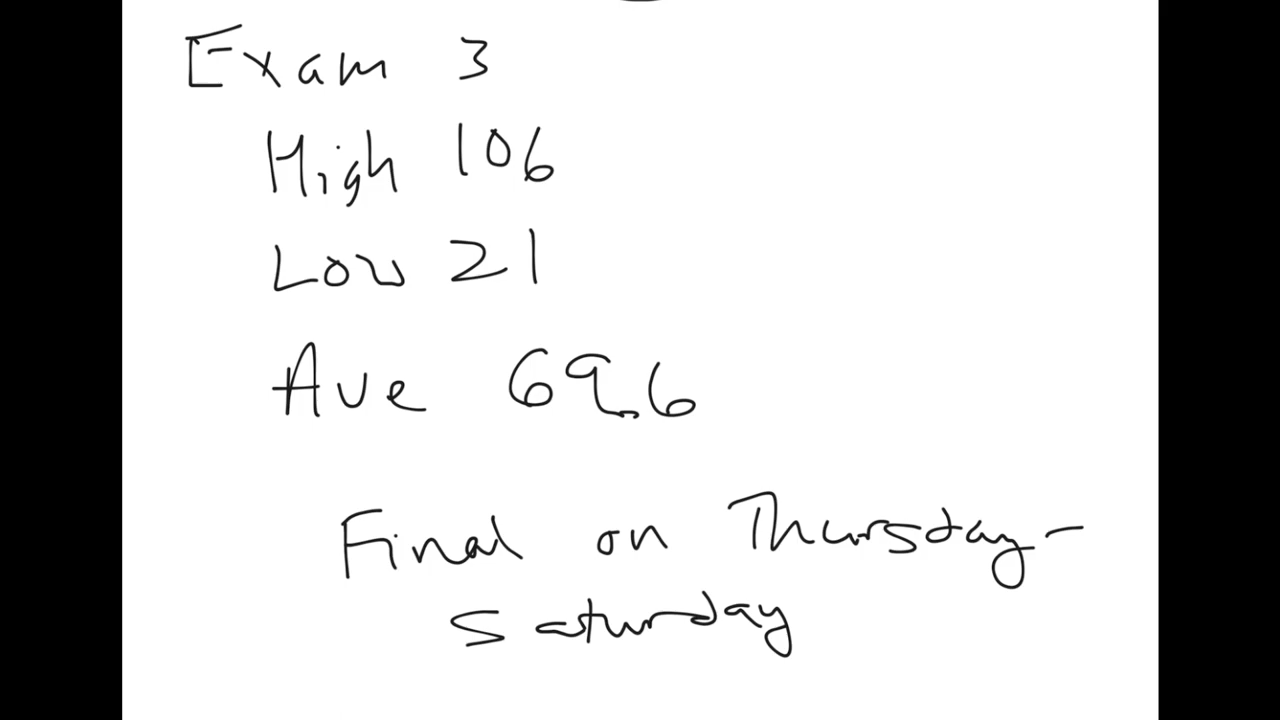 Exam 3
High 106
Low 21
Ave 69.6
Final on Thursday-
Saturday